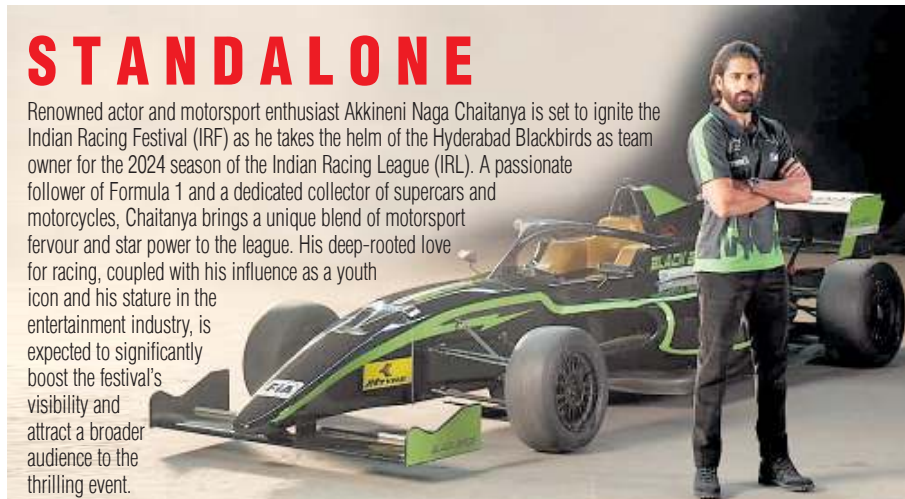 STANDALONE
Renowned actor and motorsport enthusiast Akkineni Naga Chaitanya is set to ignite the
Indian Racing Festival (IRF) as he takes the helm of the Hyderabad Blackbirds as team
owner for the 2024 season of the Indian Racing League (IRL). A passionate
follower of Formula 1 and a dedicated collector of supercars and
motorcycles, Chaitanya brings a unique blend of motorsport
fervour and star power to the league. His deep-rooted love
for racing, coupled with his influence as a youth
icon and his stature in the
entertainment industry, is
expected to significantly
boost the festival's
visibility and
attract a broader
audience to the
thrilling event.
FIA